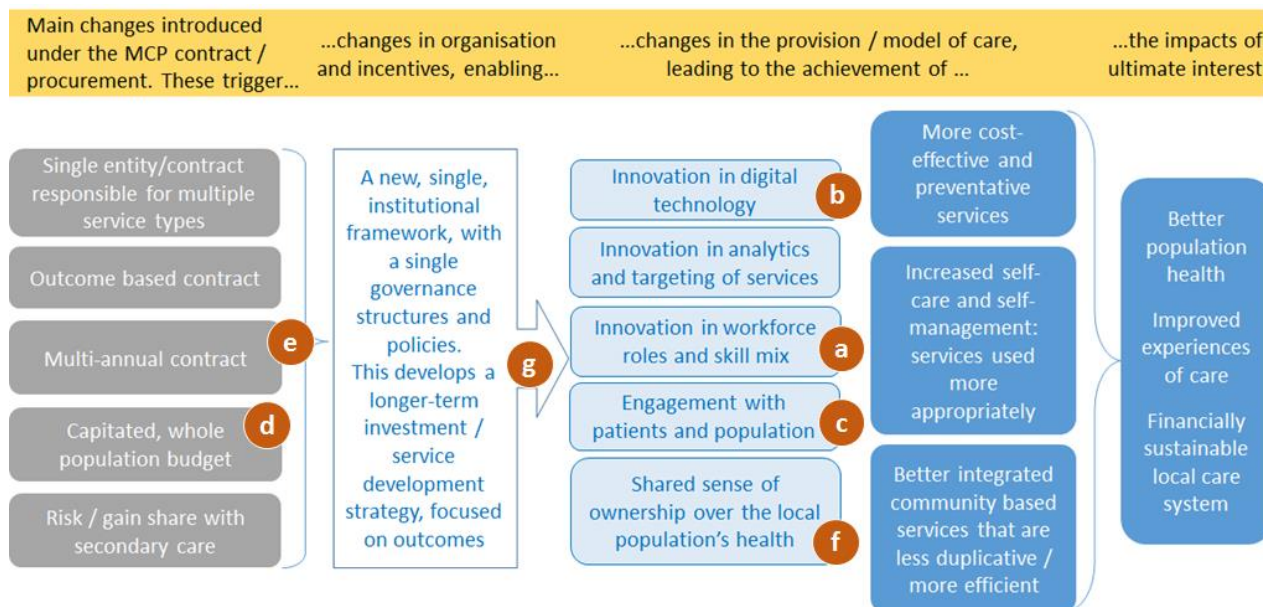 Main changes introduced
under the MCP contract /
procurement. These trigger...
...changes in organisation
and incentives, enabling...
...changes in the provision / model of care,
leading to the achievement of ...
...the impacts of
ultimate interest
Single entity/contract
responsible for multiple
service types
Outcome based contract
Multi-annual contract
e
Capitated, whole
population budget
d
Risk / gain share with
secondary care
A new, single,
institutional
framework, with
a single
governance
structures and
policies.
This develops a
longer-term
investment /
service
development
strategy, focused
on outcomes
g
Innovation in digital
technology
b
Innovation in analytics
and targeting of services
Innovation in workforce
roles and skill mix
a
Engagement with
patients and population
c
Shared sense of
ownership over the local
population's health
f
More cost-
effective and
preventative
services
Increased self-
care and self-
management:
services used
more
appropriately
Better integrated
community based
services that are
less duplicative /
more efficient
Better
population
health
Improved
experiences
of care
Financially
sustainable
local care
system